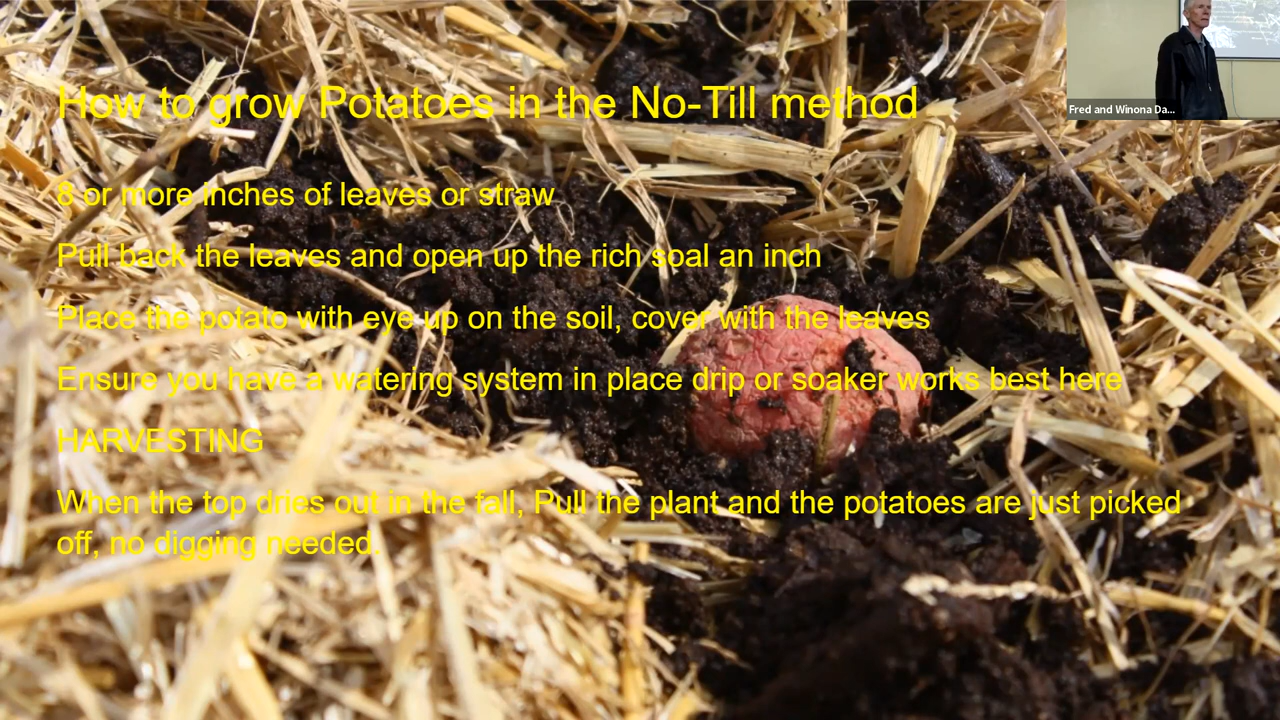 How to grow Potatoes in the No-Till method
8 or more inches of leaves or straw
Pull back the leaves and open up the rich soal an inch
Place the potato with eye up on the soil, cover with the leaves
Ensure you have a watering system in place drip or soaker works best here
HARVESTING
When the top dries out in the fall, Pull the plant and the potatoes are just picked
off, no digging needed.
Fred and Winona Da...